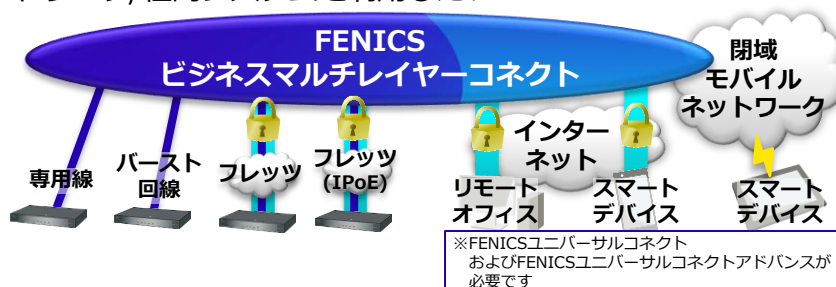 FENICS
ビジネスマルチレイヤーコネクト
閉域
モバイル
ネットワーク
専用線
バースト
回線
フレッツ
フレッツ
(IPoE)
インター
ネット
リモート
オフィス
スマート
デバイス
スマート
デバイス
※FENICSユニバーサルコネクト
およびFENICSユニバーサルコネクトアドバンスが
必要です